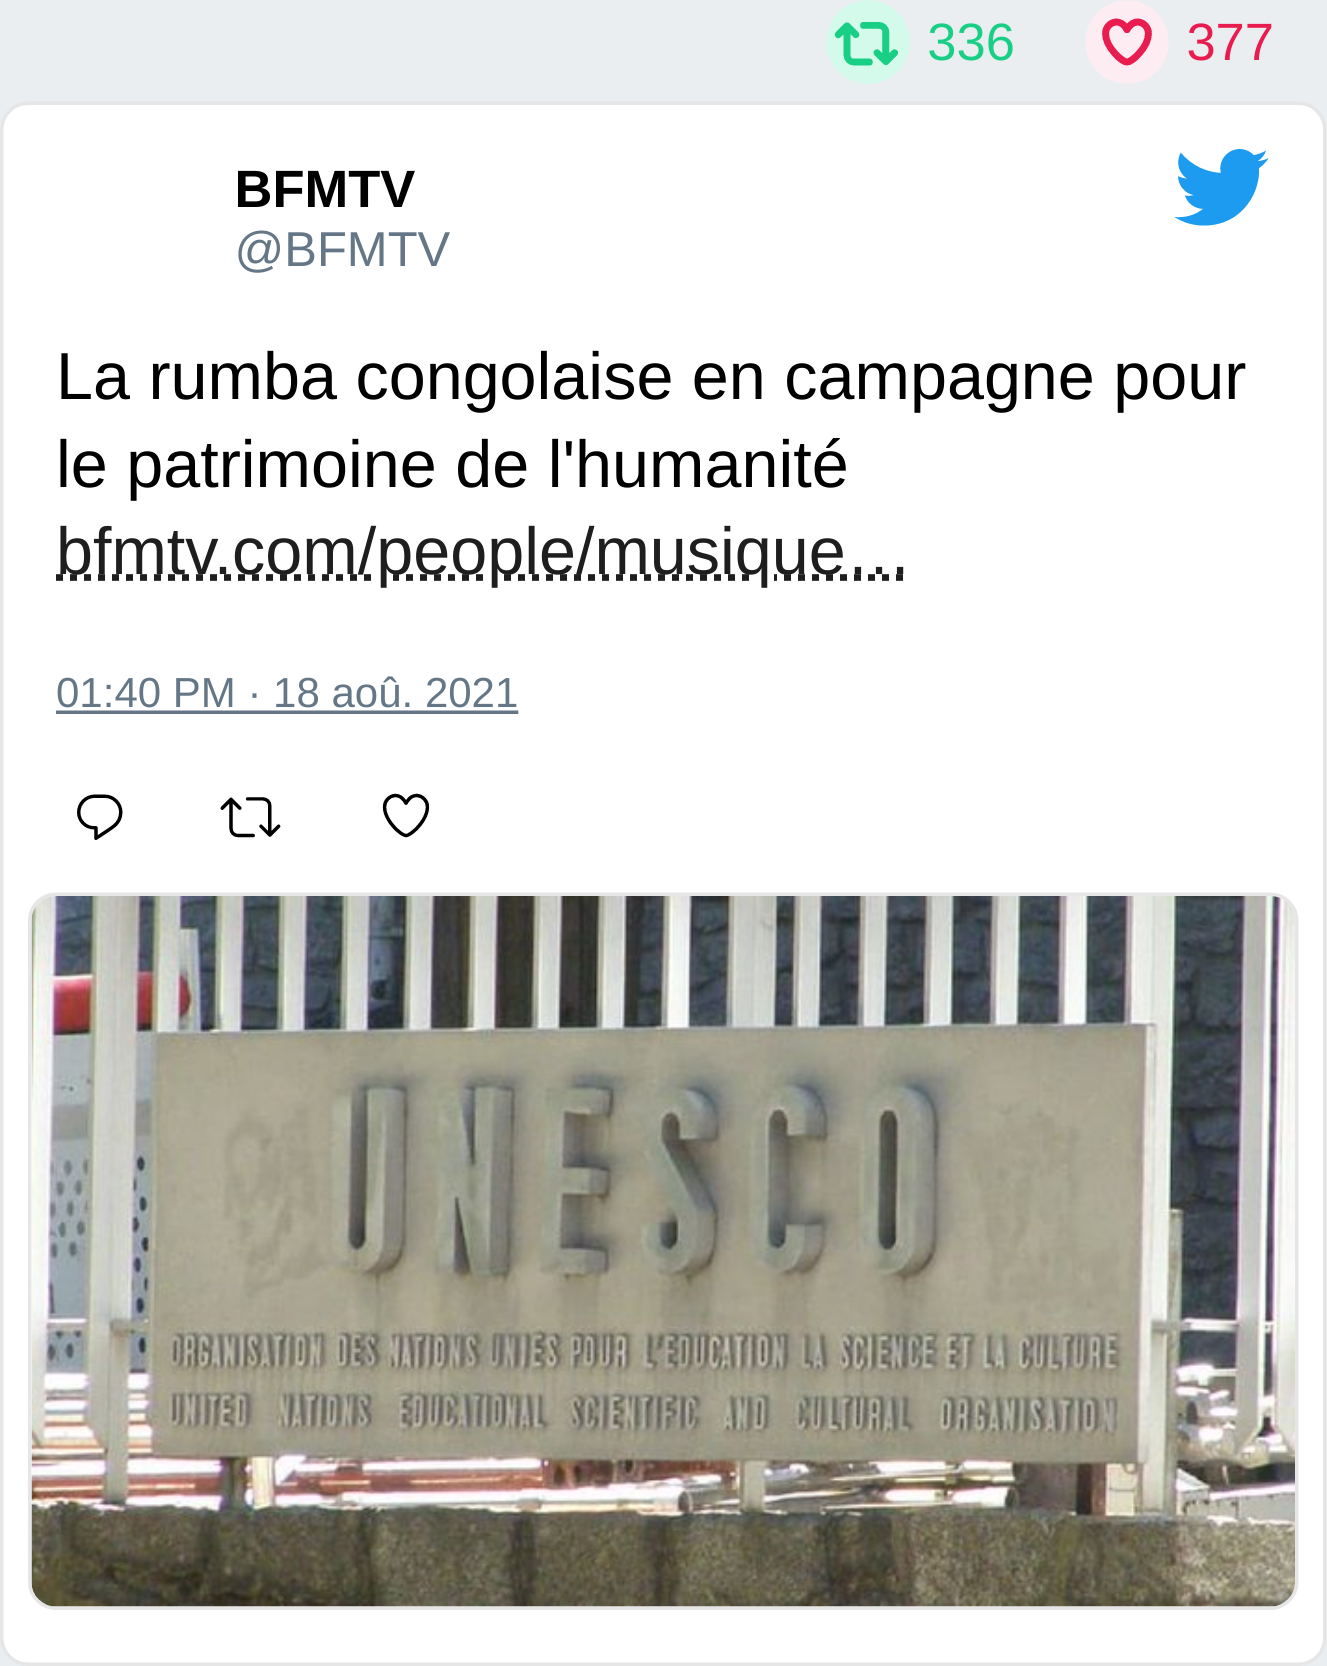 336 377
BFMTV
@BFMTV
La rumba congolaise en campagne pour
le patrimoine de l'humanité
bfmtv.com/people/musique...
01:40 PM · 18 aoû. 2021
UNESCO
ORGANISATION DES NATIONS UNIES POUR L'EDUCATION LA SCIENCE ET LA CULTURE
UNITED NATIONS EDUCATIONAL SCIENTIFIC AND CULTURAL ORGANISATION